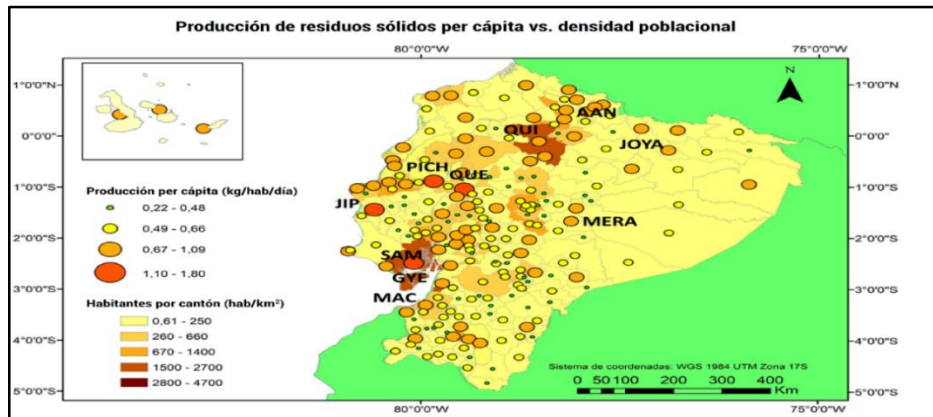 Producción de residuos sólidos per cápita vs. densidad poblacional
80°0'0"W 75°0'0"W
1°0'0"N
0°0'0"
1°0'0"S
2°0'0"S
3°0'0"S
4°0'0"S
5°0'0"S
1°0'0"N
0°0'0"
1°0'0"S
2°0'0"S
3°0'0"S
4°0'0"S
5°0'0"S
N
AAN
QUI
JOYA
PICH
QUE
JIP
MERA
SAM
GYE
MAC
Producción per cápita (kg/hab/día)
0,22 - 0,48
0,49 - 0,66
0,67 - 1,09
1,10 - 1,80
Habitantes por cantón (hab/km²)
0,61 - 250
260 - 660
670 - 1400
1500 - 2700
2800 - 4700
Sistema de coordenadas: WGS 1984 UTM Zona 17S
0 50 100 200 300 400
Km
80°0'0"W 75°0'0"W